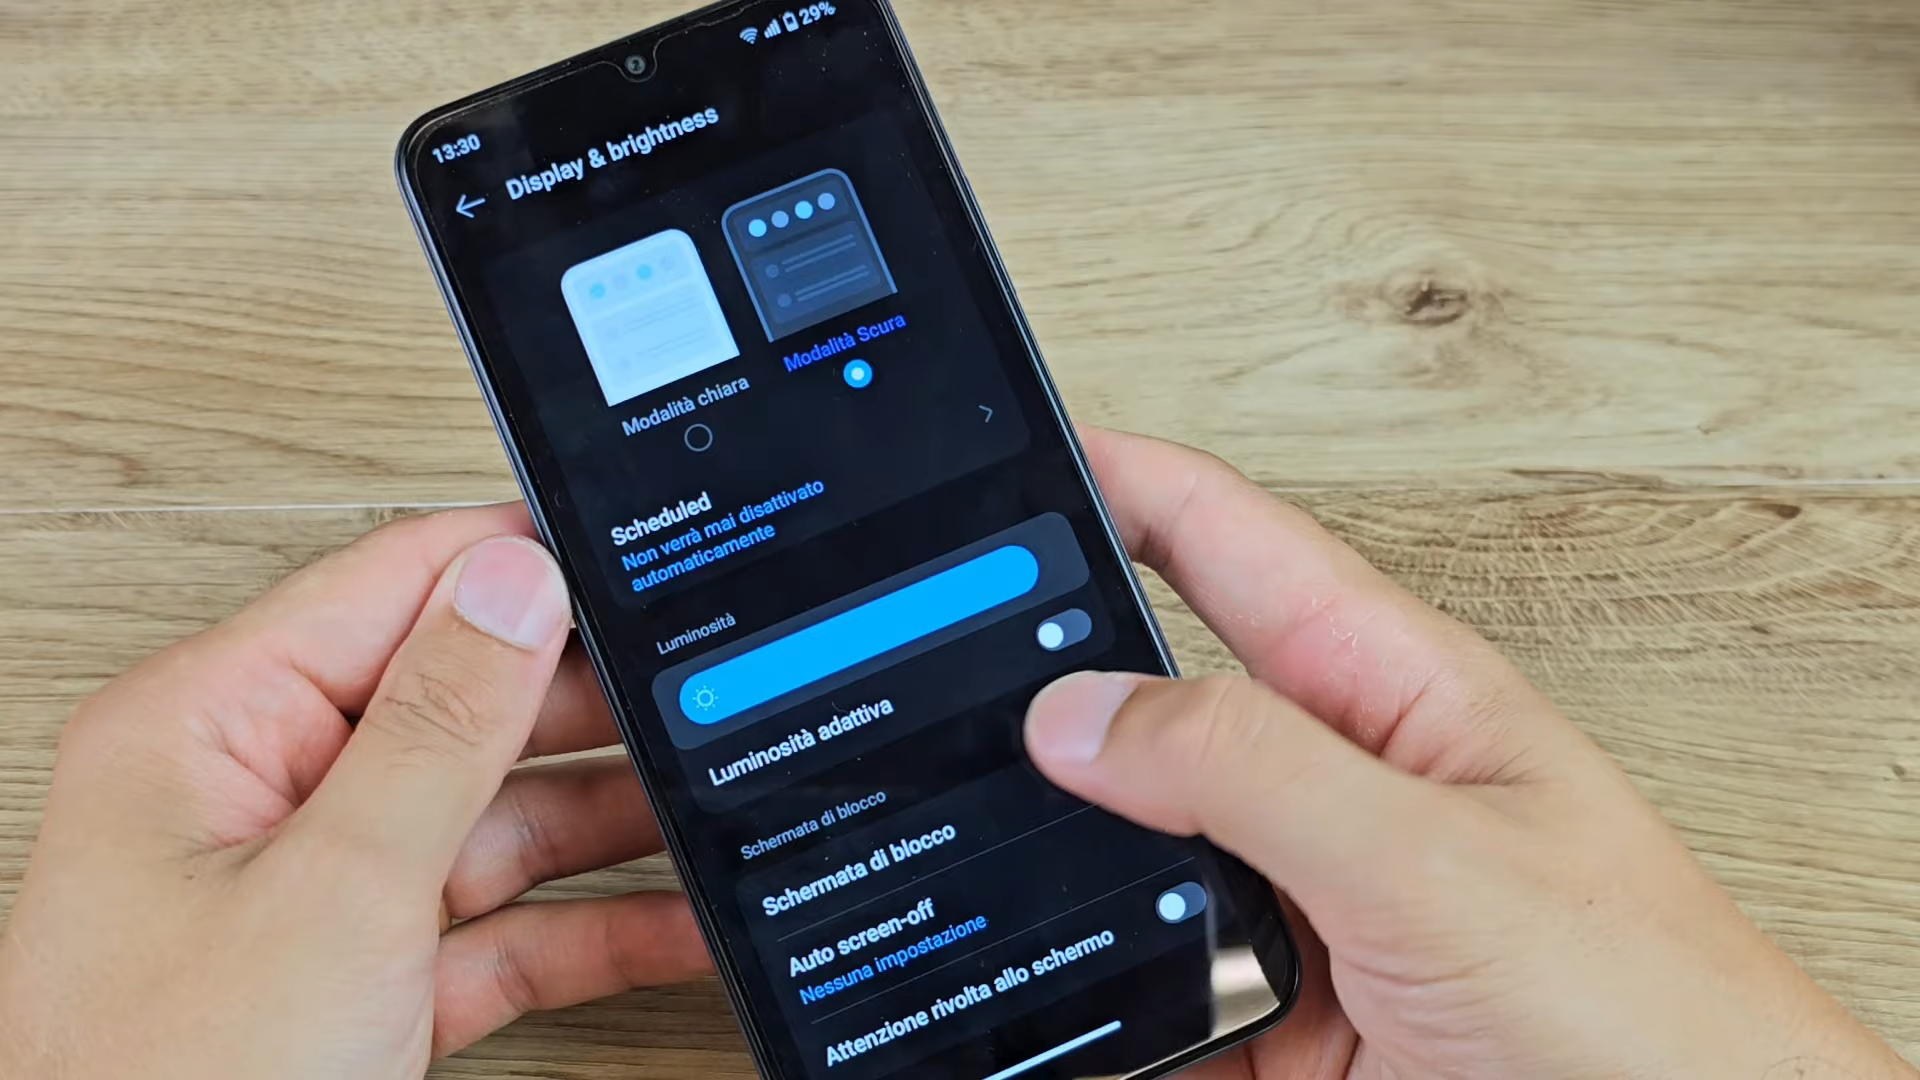 29%
13:30
Display & brightness
Modalità chiara
Modalità Scura
Scheduled
Non verrà mai disattivato
automaticamente
Luminosità
Luminosità adattiva
Schermata di blocco
Schermata di blocco
Auto screen-off
Nessuna impostazione
Attenzione rivolta allo schermo